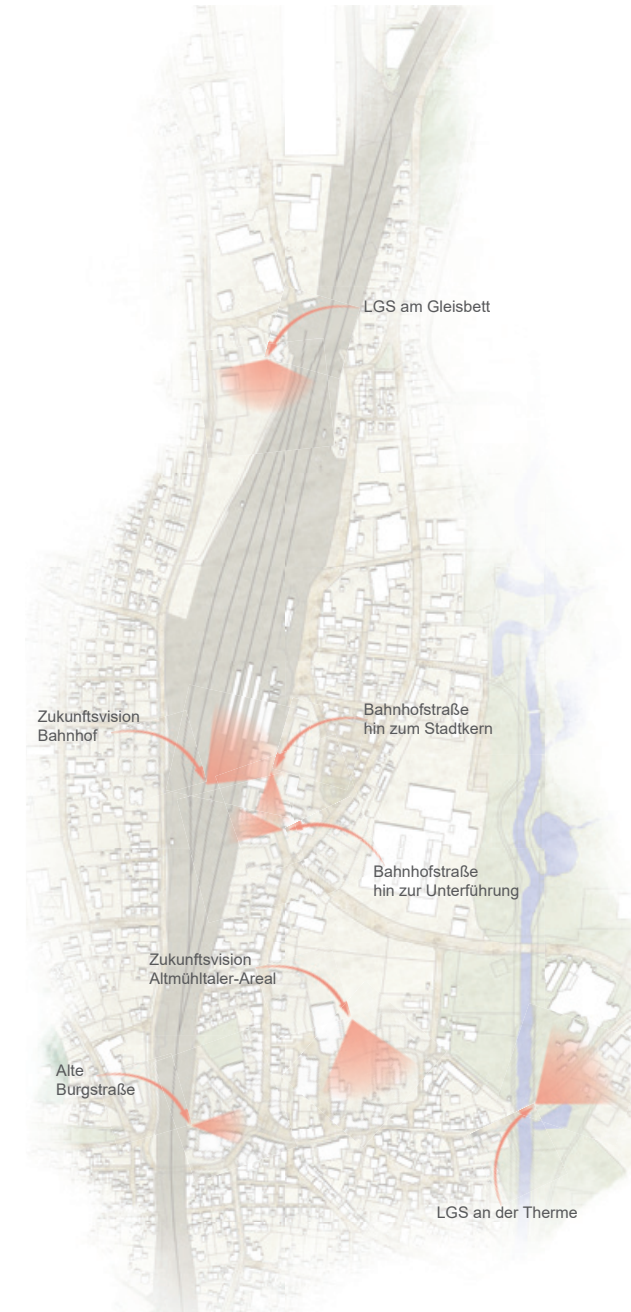 LGS am Gleisbett
Zukunftsvision
Bahnhof
Bahnhofstraße
hin zum Stadtkern
Bahnhofstraße
hin zur Unterführung
Zukunftsvision
Altmühltaler-Areal
Alte
Burgstraße
LGS an der Therme